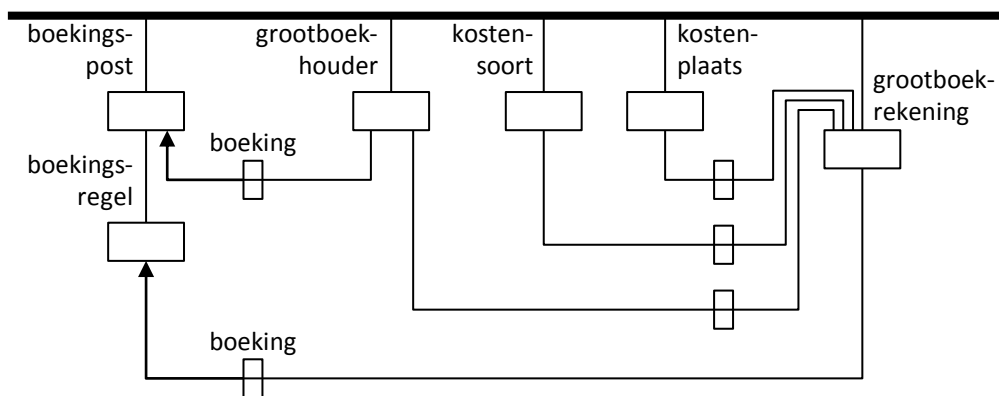 boekings-
post
grootboek-
houder
kosten-
soort
kosten-
plaats
grootboek-
rekening
boeking
boekings-
regel
boeking